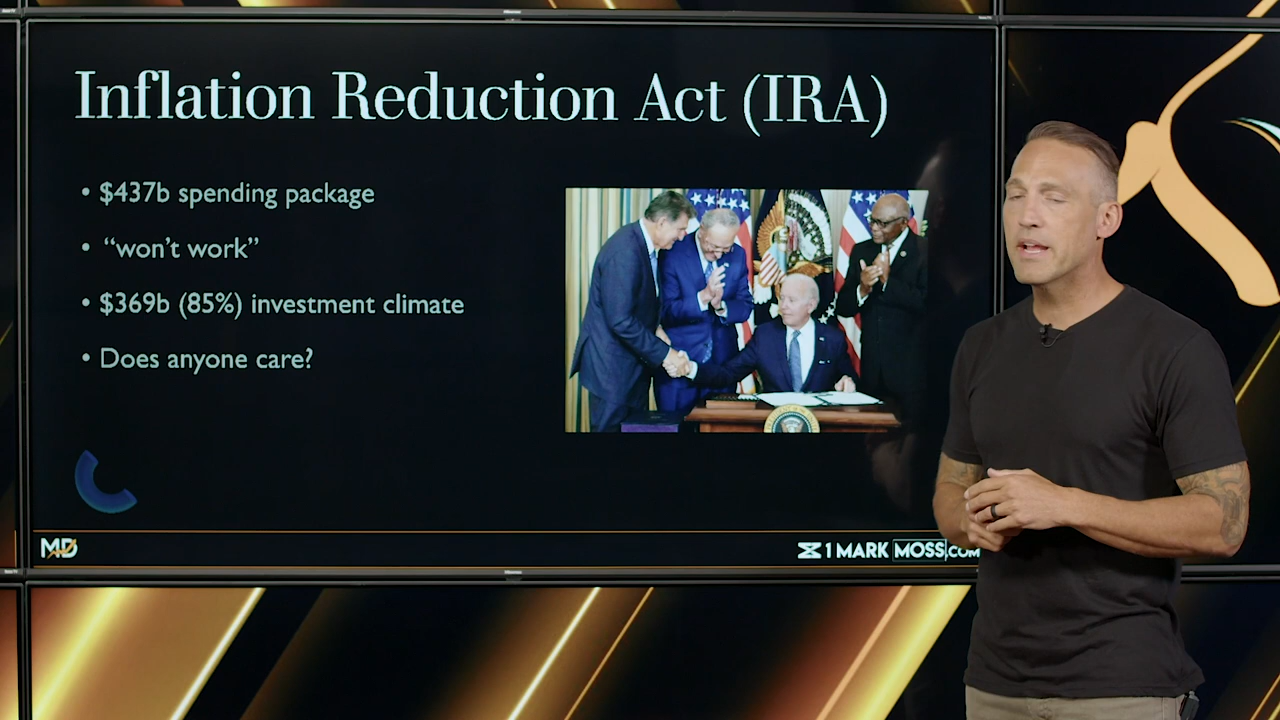 Inflation Reduction Act (IRA)
• $437b spending package
• “won’t work”
• $369b (85%) investment climate
• Does anyone care?
MD
1 MARK MOSS.COM